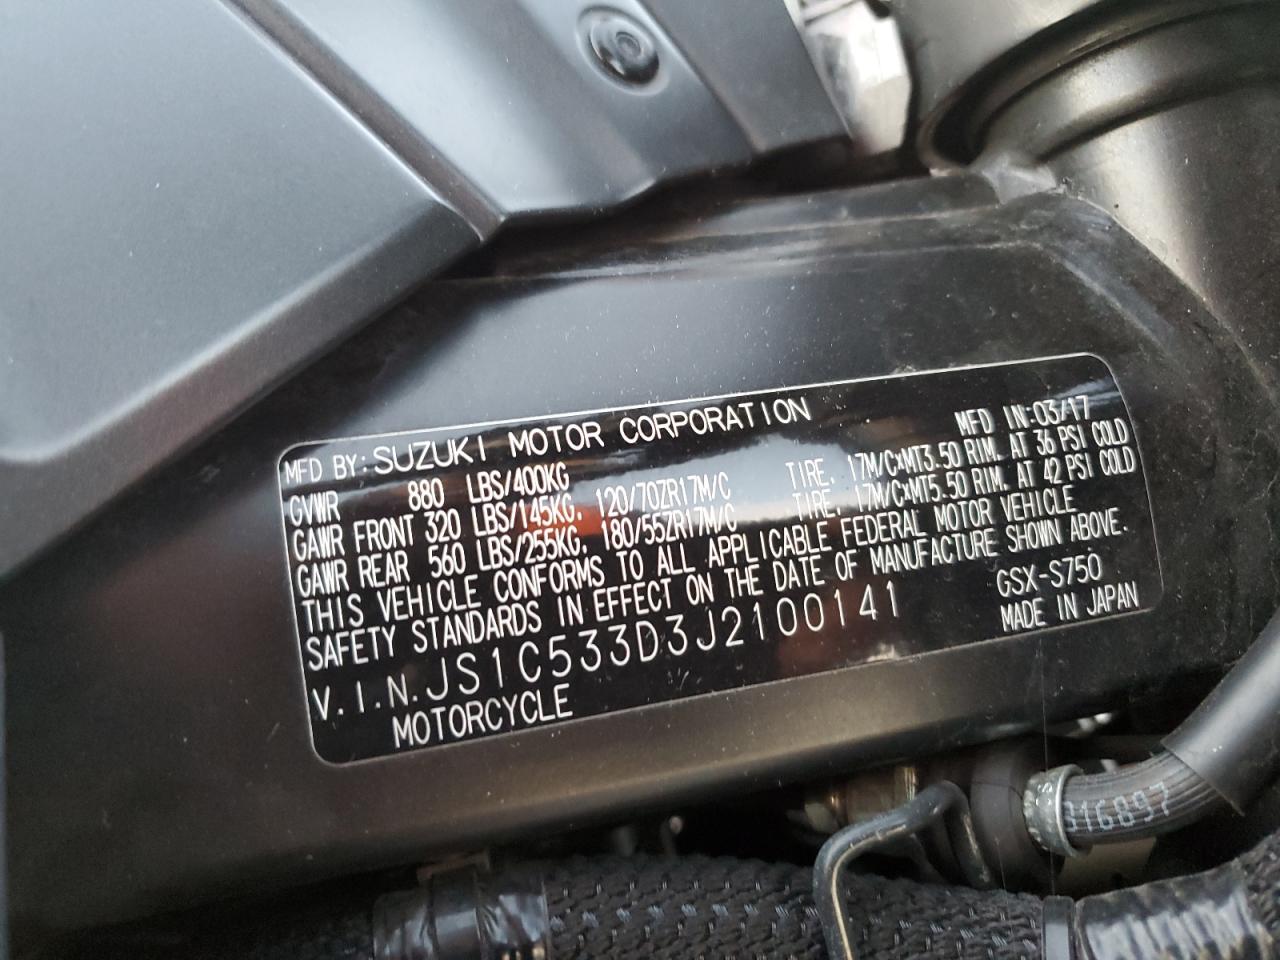 MFD BY: SUZUKI MOTOR CORPORATION MFD IN:03/17
GVWR 880 LBS/400KG
GAWR FRONT 320 LBS/145KG. 120/70ZR17M/C TIRE. 17M/C×MT3.50 RIM. AT 36 PSI COLD
GAWR REAR 560 LBS/255KG. 180/55ZR17M/C TIRE. 17M/C×MT5.50 RIM. AT 42 PSI COLD
THIS VEHICLE CONFORMS TO ALL APPLICABLE FEDERAL MOTOR VEHICLE
SAFETY STANDARDS IN EFFECT ON THE DATE OF MANUFACTURE SHOWN ABOVE.
V.I.N. JS1C533D3J2100141 GSX-S750
MOTORCYCLE MADE IN JAPAN
816897